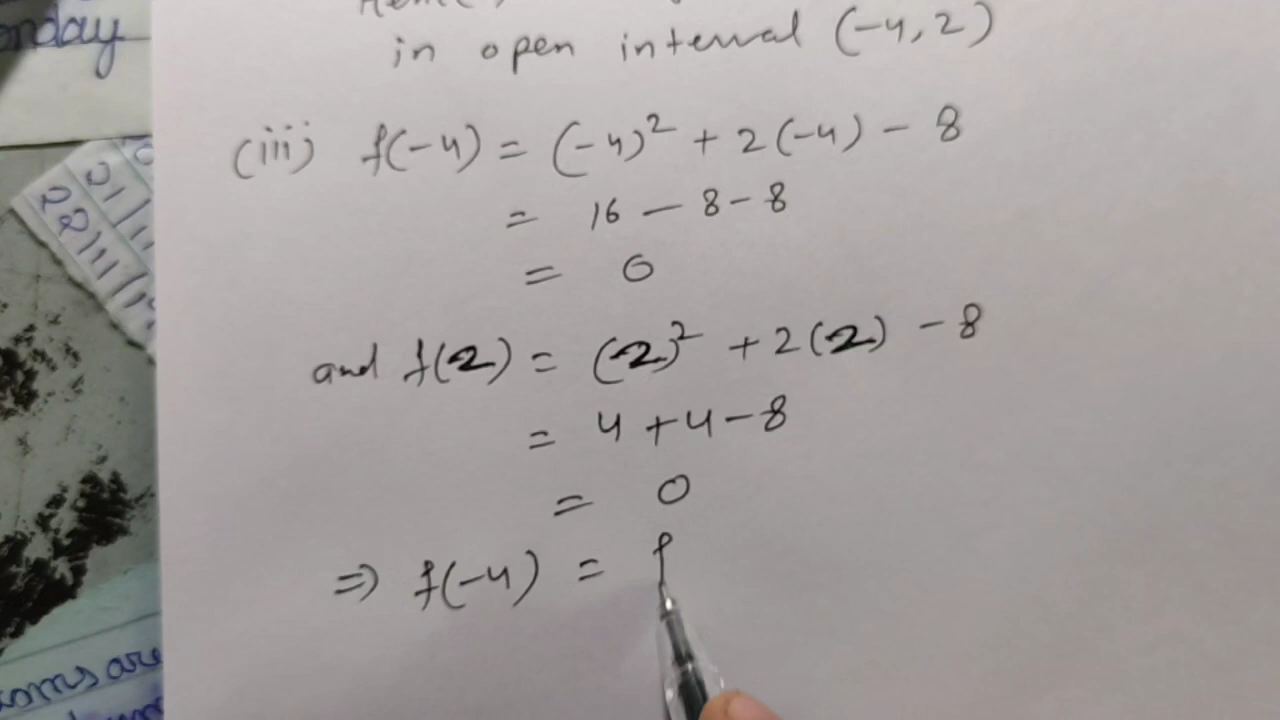 in open interval (-4, 2)
(iii) f(-4) = (-4)² + 2(-4) - 8
= 16 - 8 - 8
= 0
and f(2) = (2)² + 2(2) - 8
= 4 + 4 - 8
= 0
⇒ f(-4) = f